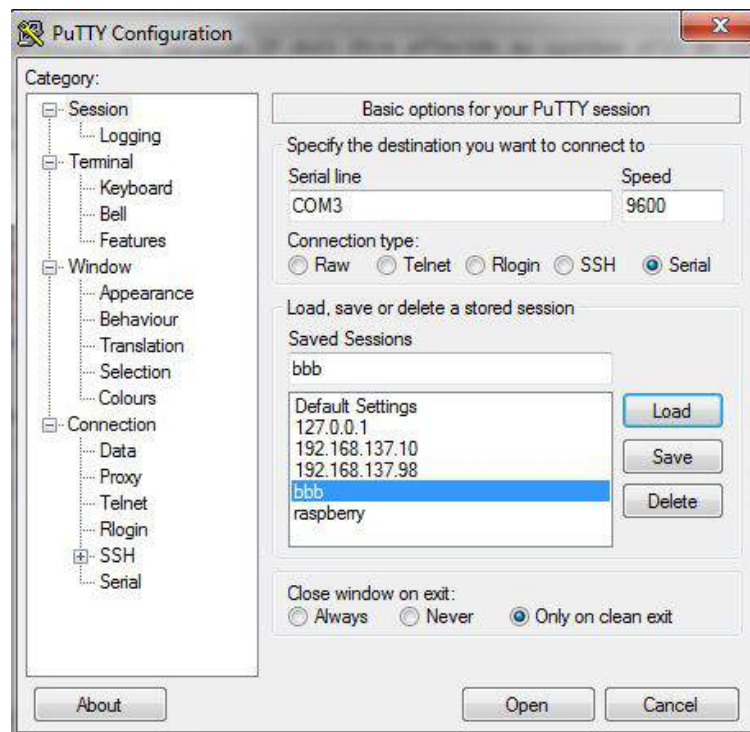 PuTTY Configuration
Category:
Session
Logging
Terminal
Keyboard
Bell
Features
Window
Appearance
Behaviour
Translation
Selection
Colours
Connection
Data
Proxy
Telnet
Rlogin
SSH
Serial
Basic options for your PuTTY session
Specify the destination you want to connect to
Serial line Speed
COM3 9600
Connection type:
Raw Telnet Rlogin SSH Serial
Load, save or delete a stored session
Saved Sessions
bbb
Default Settings
127.0.0.1
192.168.137.10
192.168.137.98
bbb
raspberry
Load
Save
Delete
Close window on exit:
Always Never Only on clean exit
About Open Cancel